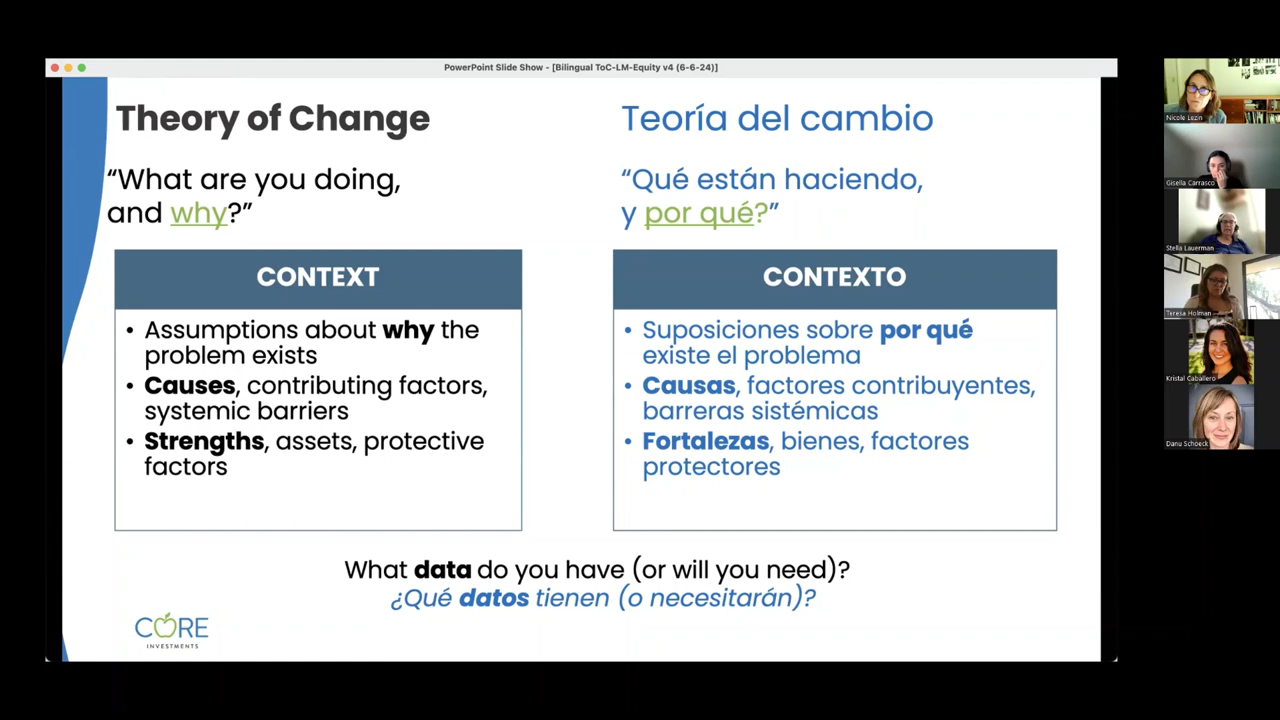 PowerPoint Slide Show - [Bilingual ToC-LM-Equity v4 (6-6-24)]
Theory of Change
“What are you doing,
and why?”
CONTEXT
• Assumptions about why the
problem exists
• Causes, contributing factors,
systemic barriers
• Strengths, assets, protective
factors
Teoría del cambio
“Qué están haciendo,
y por qué?”
CONTEXTO
• Suposiciones sobre por qué
existe el problema
• Causas, factores contribuyentes,
barreras sistémicas
• Fortalezas, bienes, factores
protectores
What data do you have (or will you need)?
¿Qué datos tienen (o necesitarán)?
CORE
INVESTMENTS
Nicole Lezin
Gisella Carrasco
Stella Lauerman
Teresa Holman
Kristal Caballero
Danu Schoeck